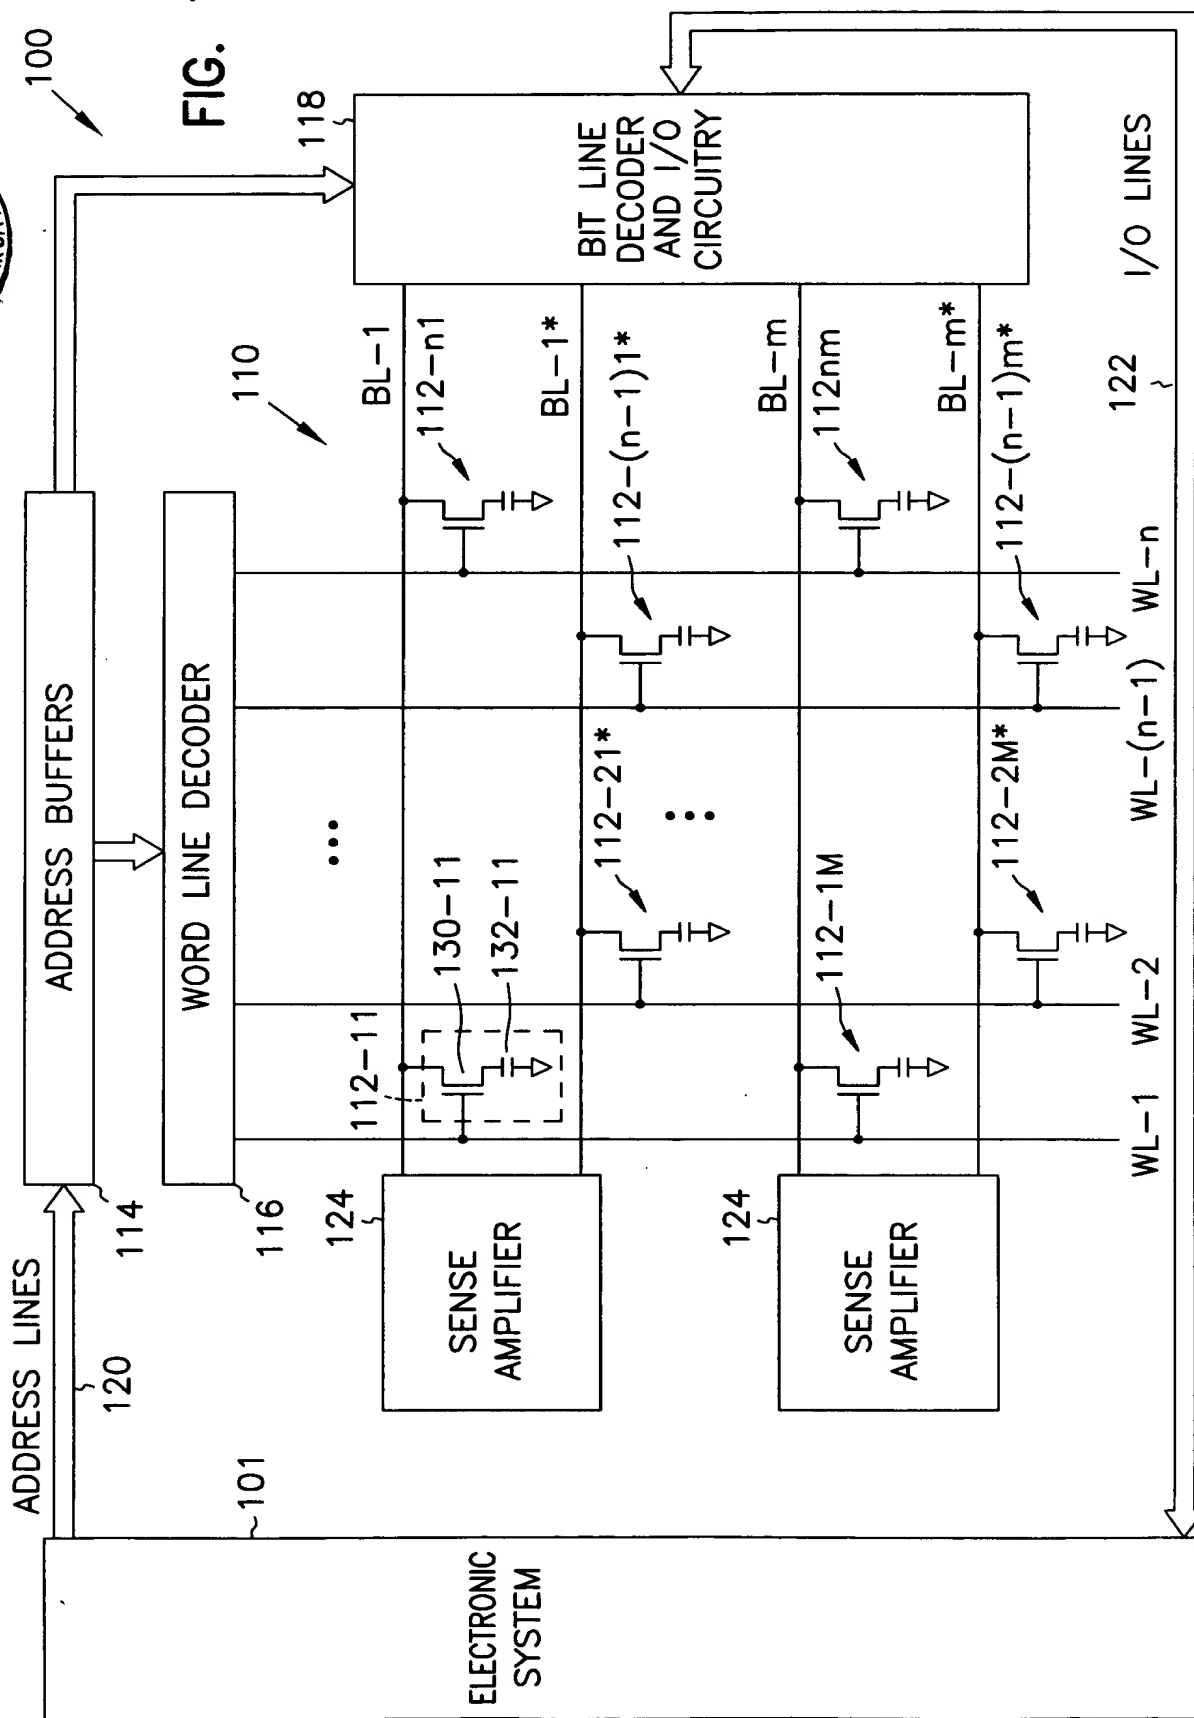 100
FIG.
ADDRESS LINES
120
101
ELECTRONIC
SYSTEM
ADDRESS BUFFERS
114
WORD LINE DECODER
116
118
BIT LINE
DECODER
AND I/O
CIRCUITRY
110
124
SENSE
AMPLIFIER
124
SENSE
AMPLIFIER
112-11
130-11
132-11
BL-1
112-n1
BL-1*
112-21*
112-(n-1)1*
BL-m
112-1M
112nm
BL-m*
112-2M*
112-(n-1)m*
WL-1
WL-2
WL-(n-1)
WL-n
122
I/O LINES